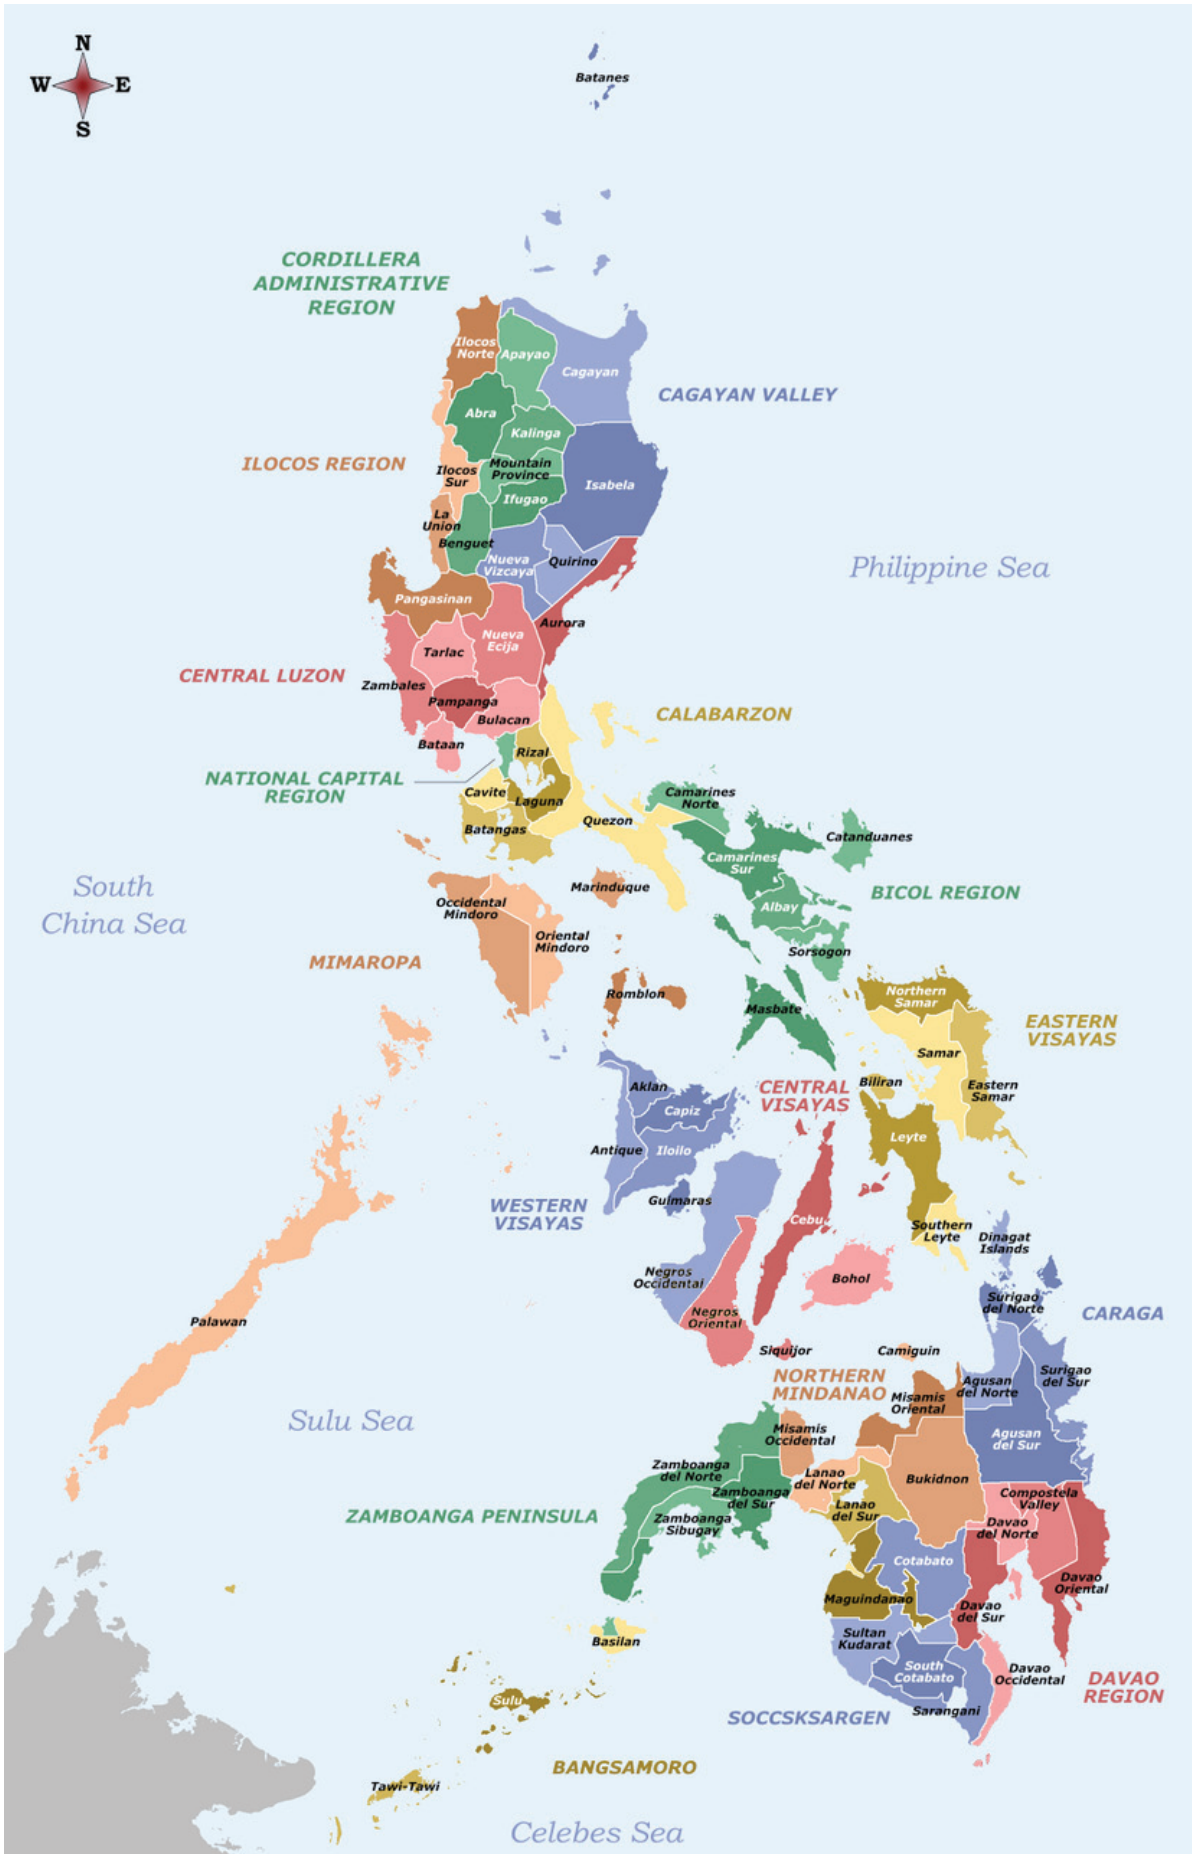 N
W
E
S
Batanes
CORDILLERA
ADMINISTRATIVE
REGION
Ilocos
Norte
Apayao
Cagayan
CAGAYAN VALLEY
Abra
Kalinga
ILOCOS REGION
Ilocos
Sur
Mountain
Province
Isabela
Ifugao
La
Union
Benguet
Nueva
Vizcaya
Quirino
Philippine Sea
Pangasinan
Aurora
Nueva
Ecija
Tarlac
CENTRAL LUZON
Zambales
Pampanga
Bulacan
CALABARZON
Bataan
Rizal
NATIONAL CAPITAL
REGION
Cavite
Laguna
Camarines
Norte
Batangas
Quezon
Catanduanes
Camarines
Sur
South
China Sea
Marinduque
BICOL REGION
Occidental
Mindoro
Albay
Oriental
Mindoro
Sorsogon
MIMAROPA
Romblon
Masbate
Northern
Samar
EASTERN
VISAYAS
Samar
Aklan
CENTRAL
VISAYAS
Biliran
Eastern
Samar
Capiz
Antique
Iloilo
Leyte
WESTERN
VISAYAS
Guimaras
Cebu
Southern
Leyte
Dinagat
Islands
Negros
Occidental
Bohol
Surigao
del Norte
CARAGA
Palawan
Negros
Oriental
Siquijor
Camiguin
NORTHERN
MINDANAO
Surigao
del Sur
Agusan
del Norte
Misamis
Oriental
Sulu Sea
Misamis
Occidental
Agusan
del Sur
Zamboanga
del Norte
Lanao
del Norte
Bukidnon
Zamboanga
del Sur
Compostela
Valley
ZAMBOANGA PENINSULA
Zamboanga
Sibugay
Lanao
del Sur
Davao
del Norte
Cotabato
Davao
Oriental
Maguindanao
Davao
del Sur
Basilan
Sultan
Kudarat
South
Cotabato
Davao
Occidental
DAVAO
REGION
Sulu
Sarangani
SOCCSKSARGEN
BANGSAMORO
Tawi-Tawi
Celebes Sea